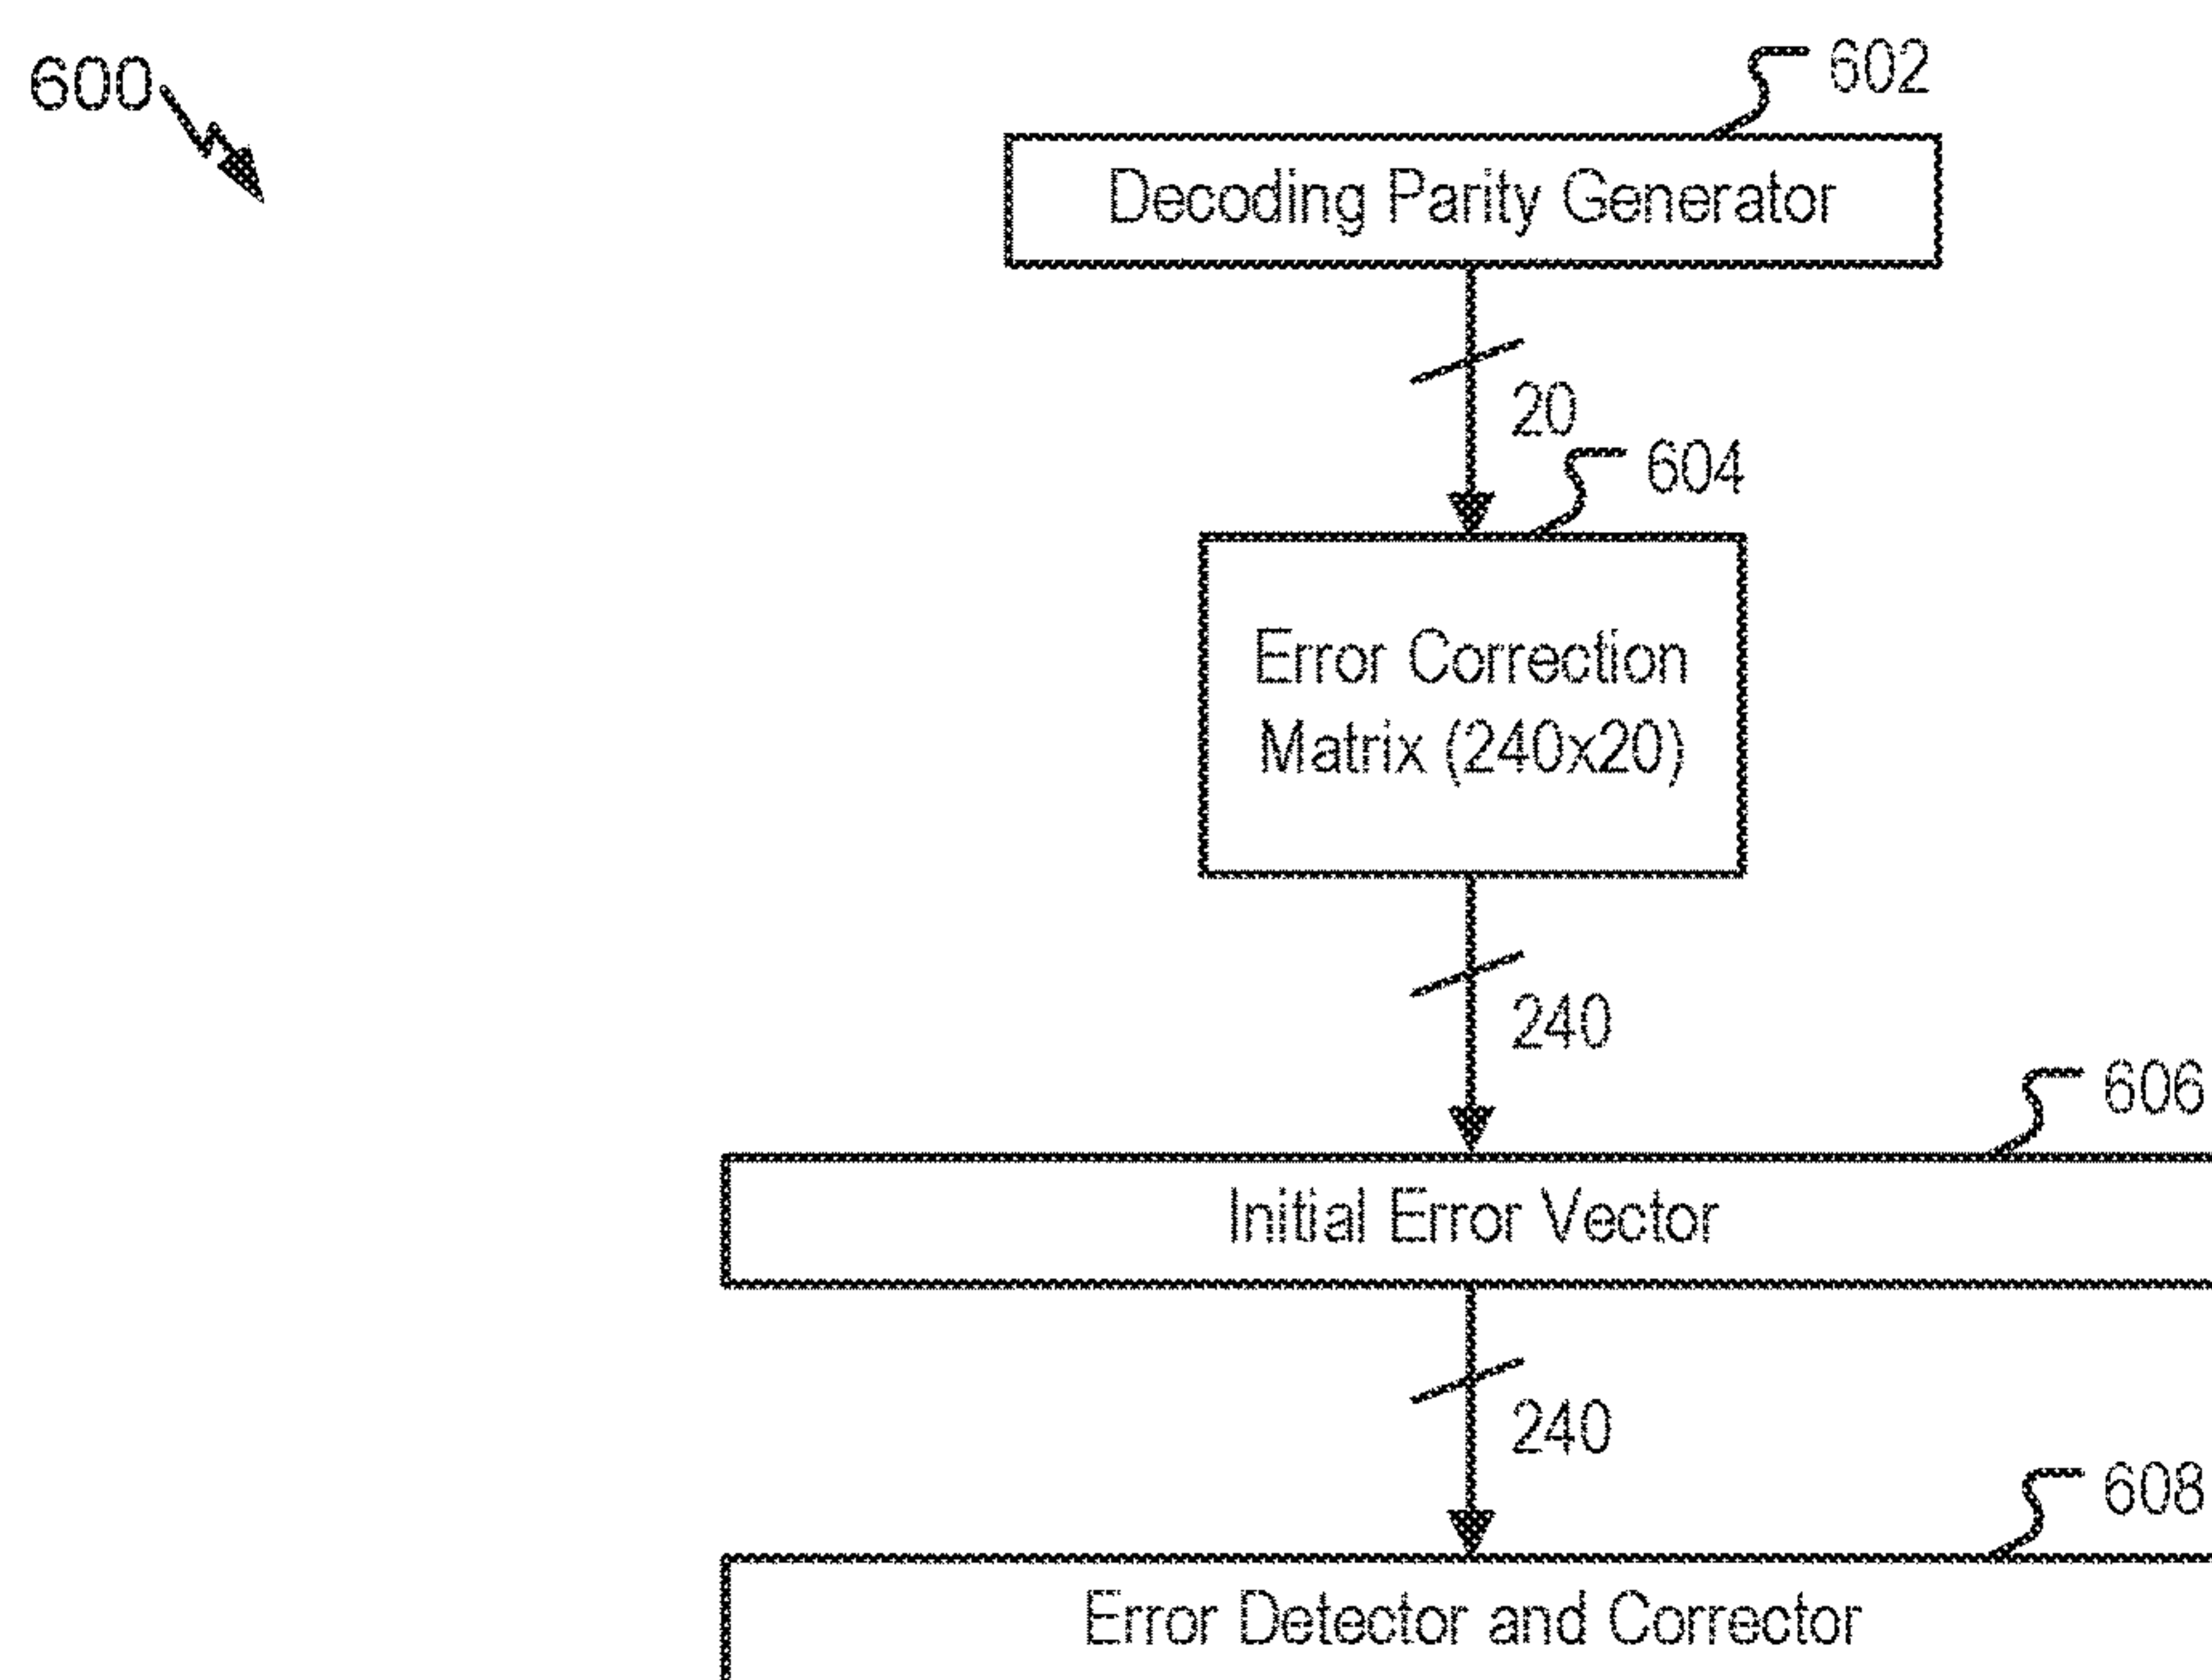 600
602
Decoding Parity Generator
20
604
Error Correction
Matrix (240x20)
240
606
Initial Error Vector
240
608
Error Detector and Corrector